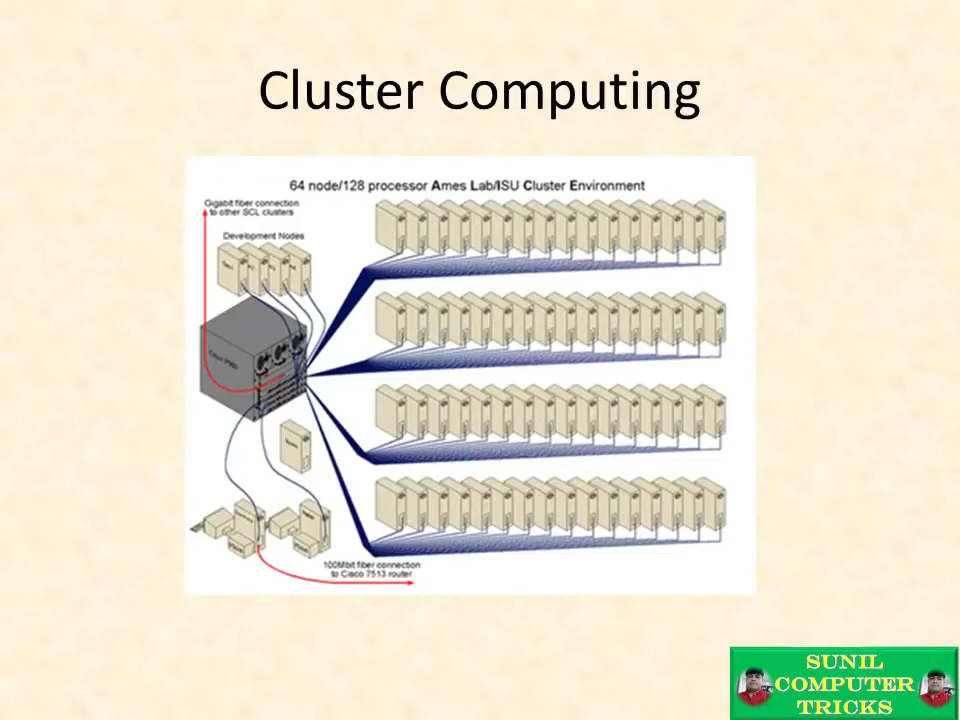 Cluster Computing
64 node/128 processor Ames Lab/ISU Cluster Environment
Gigabit fiber connection
to other SCL clusters
Development Nodes
100Mbit fiber connection
to Cisco 7513 router
SUNIL
COMPUTER
TRICKS